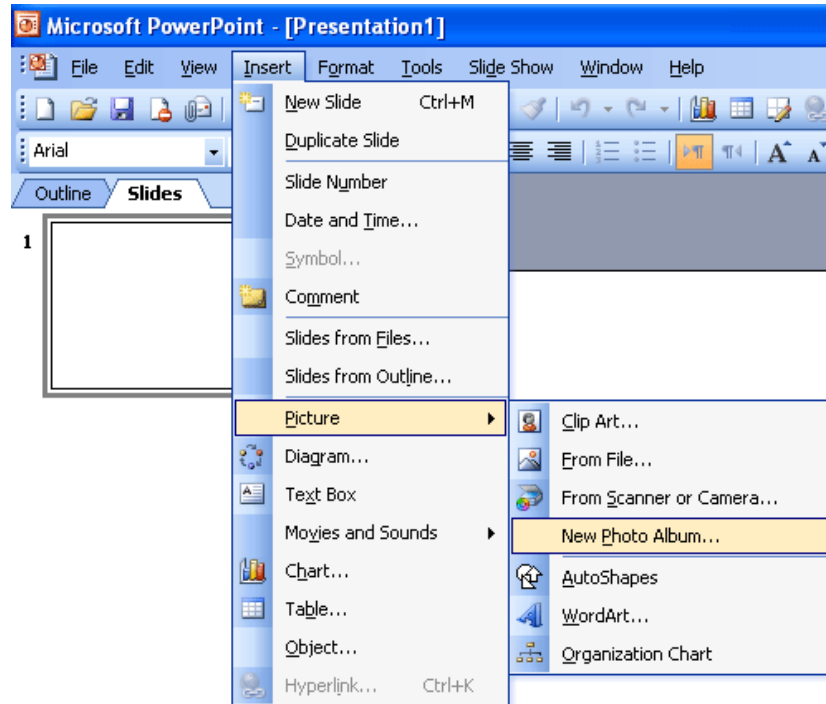 Microsoft PowerPoint - [Presentation1]
File Edit View Insert Format Tools Slide Show Window Help
Arial
Outline Slides
1
New Slide Ctrl+M
Duplicate Slide
Slide Number
Date and Time...
Symbol...
Comment
Slides from Files...
Slides from Outline...
Picture
Diagram...
Text Box
Movies and Sounds
Chart...
Table...
Object...
Hyperlink... Ctrl+K
Clip Art...
From File...
From Scanner or Camera...
New Photo Album...
AutoShapes
WordArt...
Organization Chart